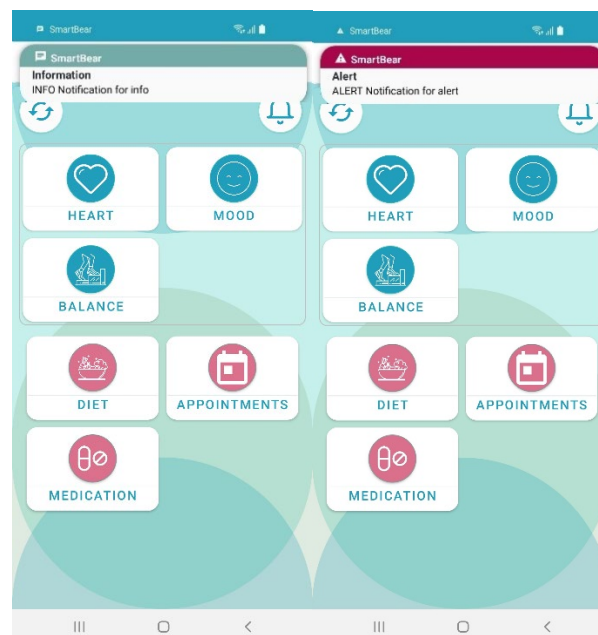 SmartBear
SmartBear
Information
INFO Notification for info
HEART
MOOD
BALANCE
DIET
APPOINTMENTS
MEDICATION
SmartBear
SmartBear
Alert
ALERT Notification for alert
HEART
MOOD
BALANCE
DIET
APPOINTMENTS
MEDICATION